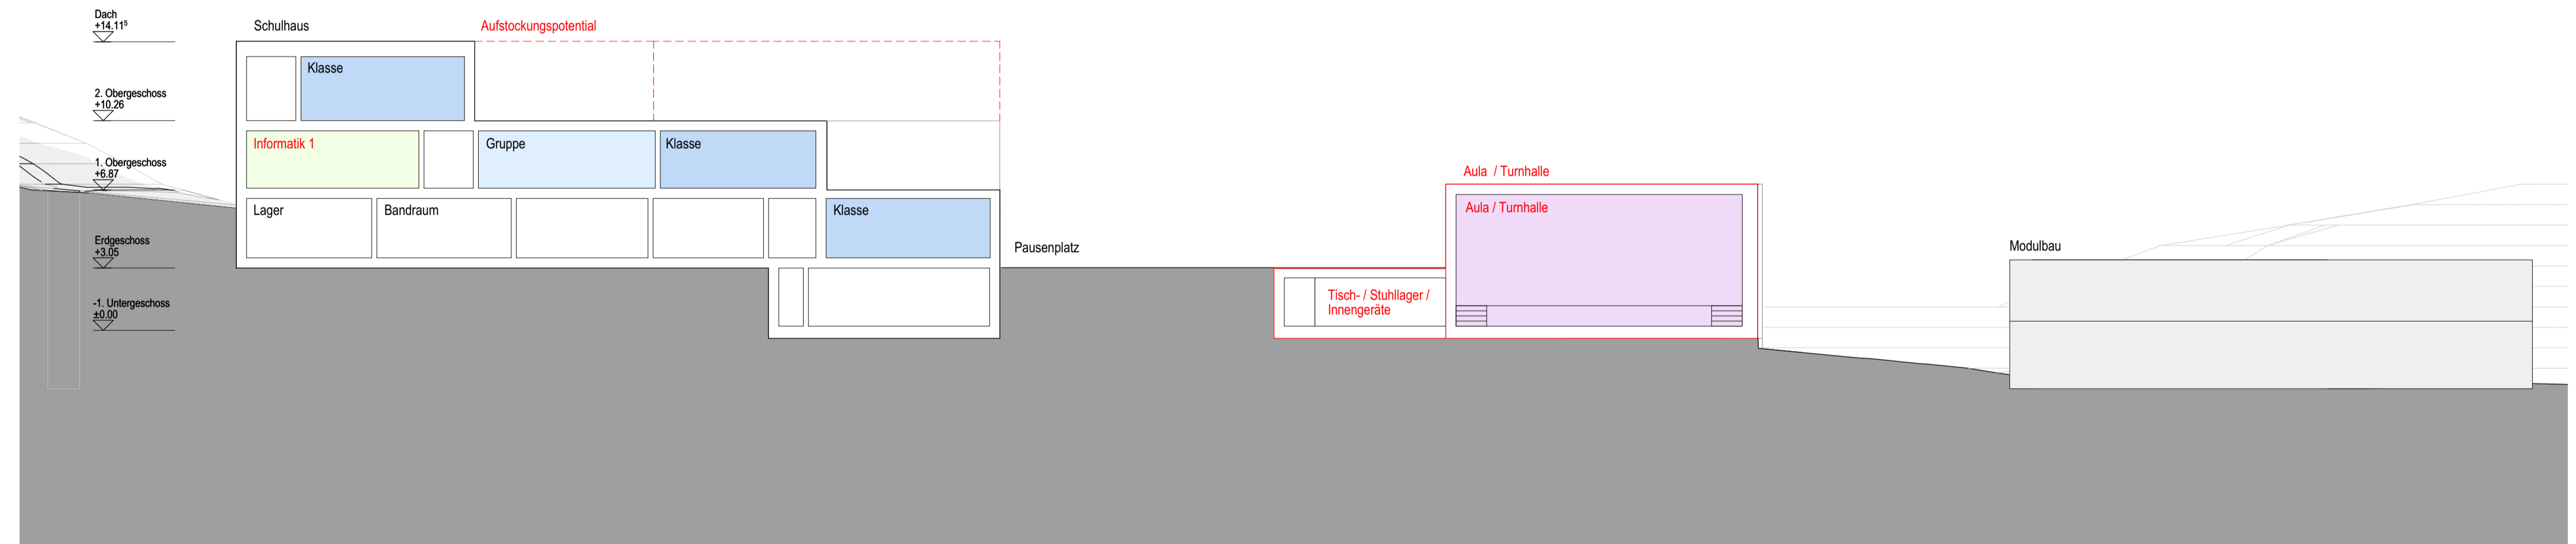 Dach
+14.11⁵
Schulhaus
Aufstockungspotential
Klasse
2. Obergeschoss
+10.26
Informatik 1
Gruppe
Klasse
1. Obergeschoss
+6.87
Aula / Turnhalle
Lager
Bandraum
Klasse
Aula / Turnhalle
Erdgeschoss
+3.05
Pausenplatz
Modulbau
-1. Untergeschoss
±0.00
Tisch- / Stuhllager /
Innengeräte